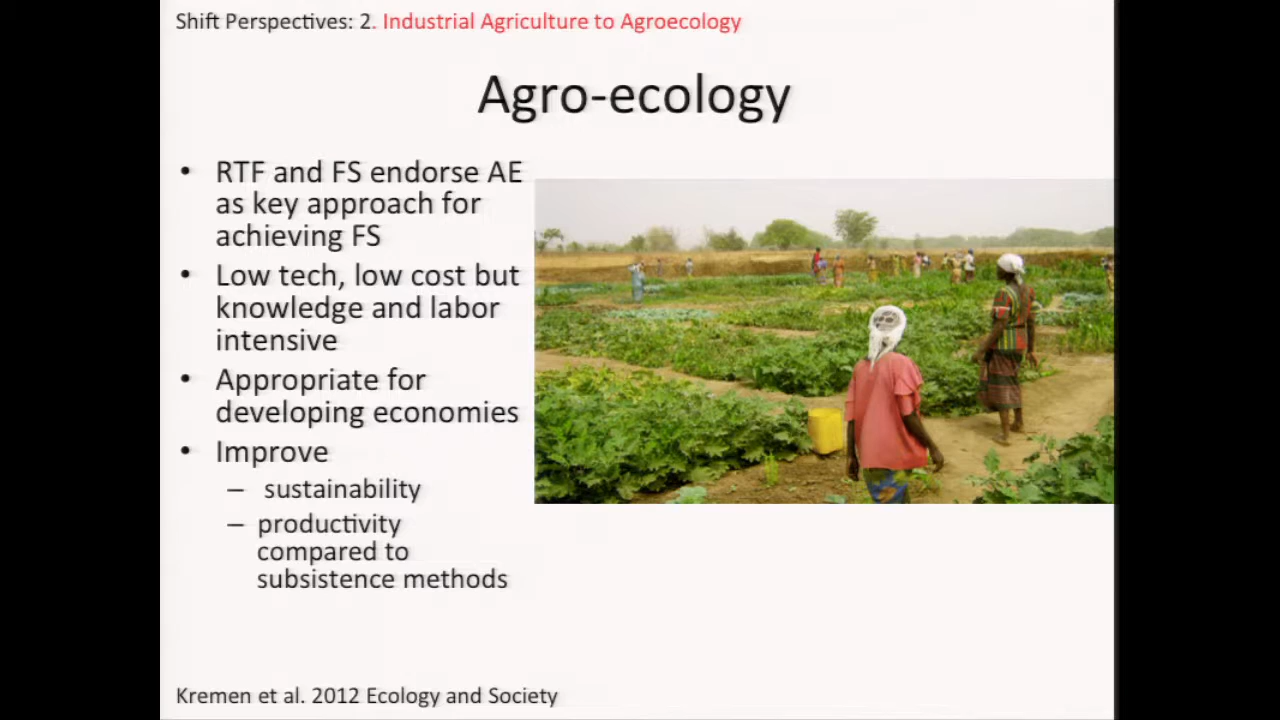 Shift Perspectives: 2. Industrial Agriculture to Agroecology
Agro-ecology
• RTF and FS endorse AE
as key approach for
achieving FS
• Low tech, low cost but
knowledge and labor
intensive
• Appropriate for
developing economies
• Improve
– sustainability
– productivity
compared to
subsistence methods
Kremen et al. 2012 Ecology and Society